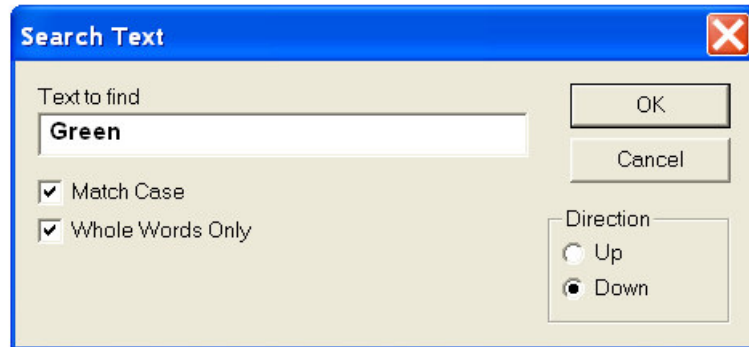 Search Text
Text to find
Green
Match Case
Whole Words Only
OK
Cancel
Direction
Up
Down